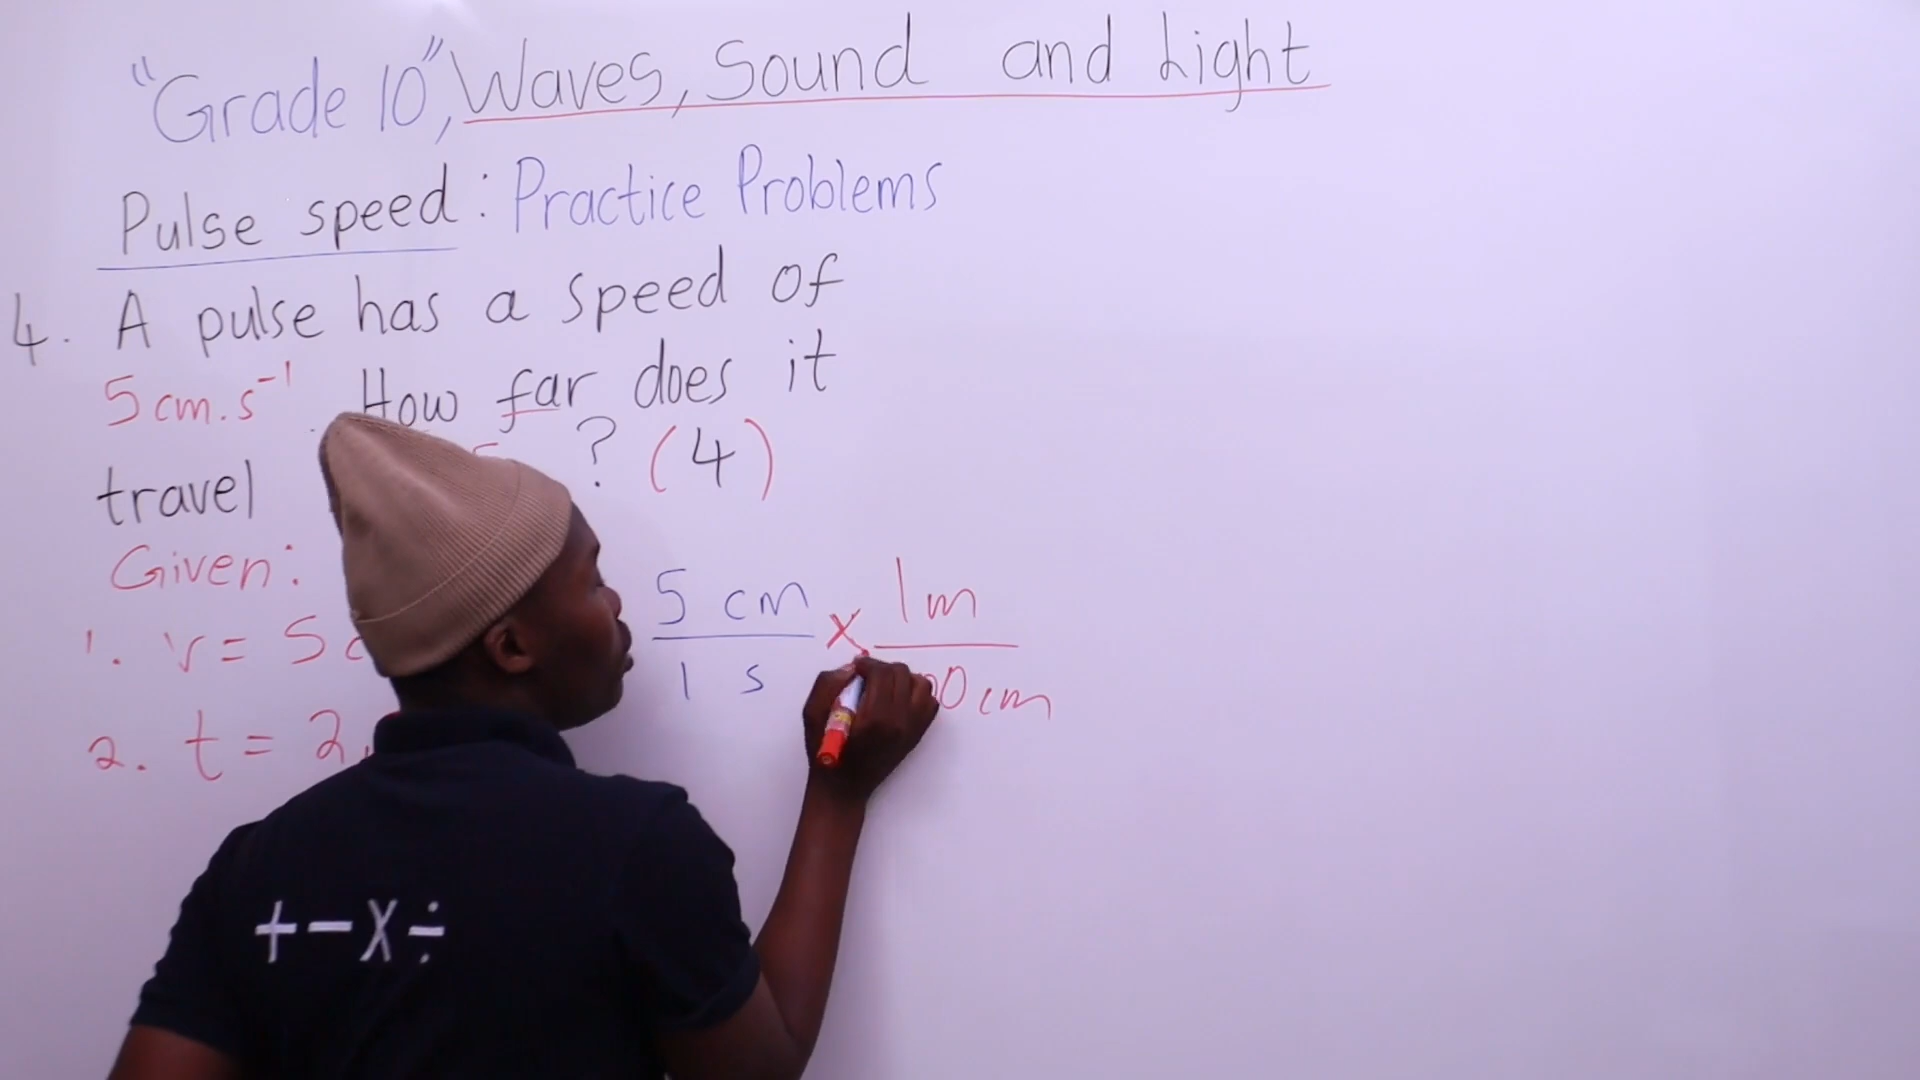 "Grade 10", Waves, Sound and Light
Pulse speed: Practice Problems
4. A pulse has a speed of
5 cm.s⁻¹. How far does it
travel ? (4)
Given:
1. v = 5
2. t = 2,
5 cm x 1m
1 s 0cm
+ - x ÷